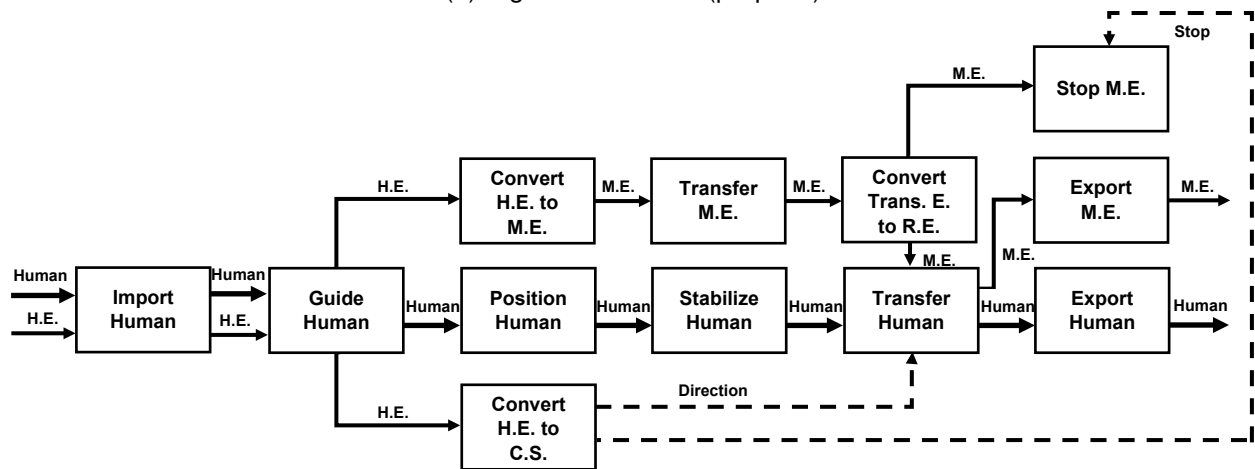 Stop
M.E.
Stop M.E.
H.E.
Convert
H.E. to
M.E.
M.E.
Transfer
M.E.
M.E.
Convert
Trans. E.
to R.E.
Export
M.E.
M.E.
M.E.
M.E.
Human
H.E.
Import
Human
Human
H.E.
Guide
Human
Human
Position
Human
Human
Stabilize
Human
Human
Transfer
Human
Human
Export
Human
Human
H.E.
Convert
H.E. to
C.S.
Direction